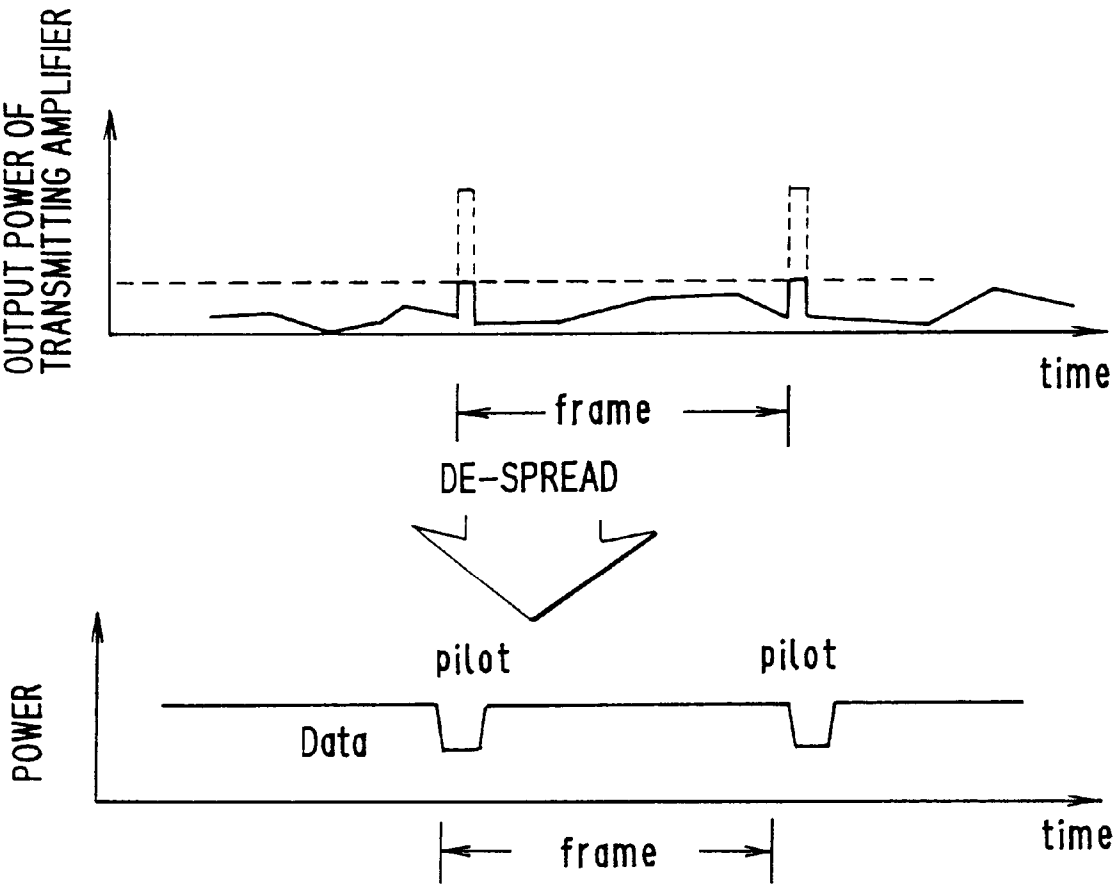 OUTPUT POWER OF
TRANSMITTING AMPLIFIER
time
frame
DE-SPREAD
pilot
pilot
POWER
Data
time
frame